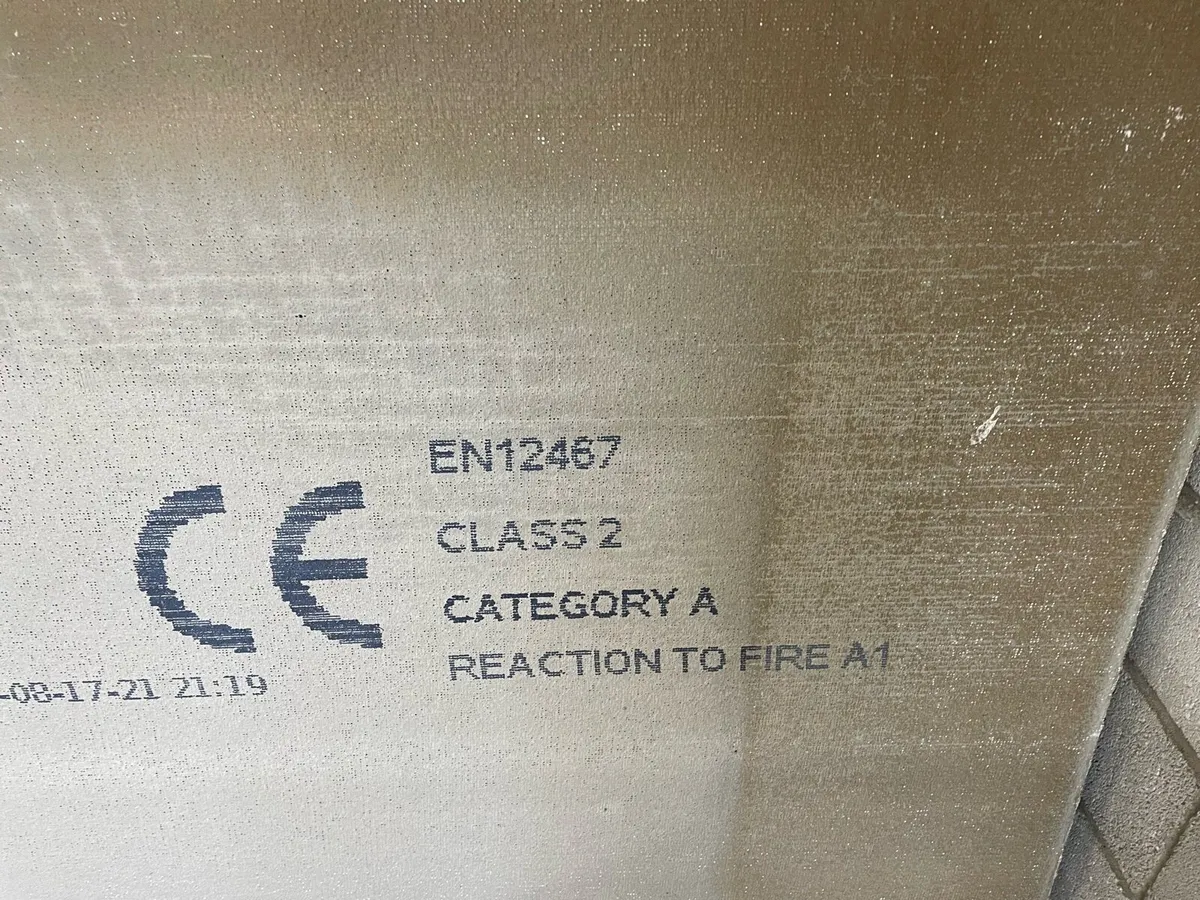 EN12467
CE
CLASS 2
CATEGORY A
REACTION TO FIRE A1
-08-17-21 21:19